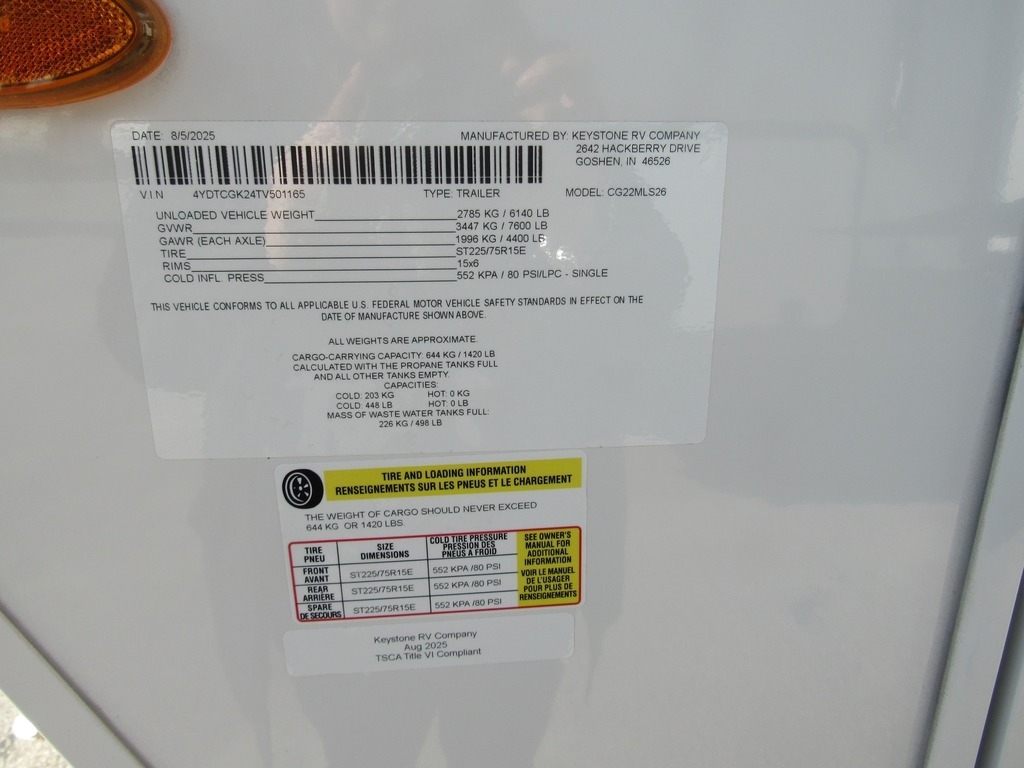 DATE: 8/5/2025 MANUFACTURED BY: KEYSTONE RV COMPANY
2642 HACKBERRY DRIVE
GOSHEN, IN 46526
V.I.N 4YDTCGK24TV501165 TYPE: TRAILER MODEL: CG22MLS26
UNLOADED VEHICLE WEIGHT 2785 KG / 6140 LB
GVWR 3447 KG / 7600 LB
GAWR (EACH AXLE) 1996 KG / 4400 LB
TIRE ST225/75R15E
RIMS 15x6
COLD INFL. PRESS 552 KPA / 80 PSI/LPC - SINGLE
THIS VEHICLE CONFORMS TO ALL APPLICABLE U.S. FEDERAL MOTOR VEHICLE SAFETY STANDARDS IN EFFECT ON THE
DATE OF MANUFACTURE SHOWN ABOVE.
ALL WEIGHTS ARE APPROXIMATE.
CARGO-CARRYING CAPACITY: 644 KG / 1420 LB
CALCULATED WITH THE PROPANE TANKS FULL
AND ALL OTHER TANKS EMPTY.
CAPACITIES:
COLD: 203 KG HOT: 0 KG
COLD: 448 LB HOT: 0 LB
MASS OF WASTE WATER TANKS FULL:
226 KG / 498 LB
TIRE AND LOADING INFORMATION
RENSEIGNEMENTS SUR LES PNEUS ET LE CHARGEMENT
THE WEIGHT OF CARGO SHOULD NEVER EXCEED
644 KG OR 1420 LBS.
TIRE
PNEU
SIZE
DIMENSIONS
COLD TIRE PRESSURE
PRESSION DES
PNEUS A FROID
SEE OWNER'S
MANUAL FOR
ADDITIONAL
INFORMATION
VOIR LE MANUEL
DE L'USAGER
POUR PLUS DE
RENSEIGNEMENTS
FRONT
AVANT
ST225/75R15E
552 KPA /80 PSI
REAR
ARRIÈRE
ST225/75R15E
552 KPA /80 PSI
SPARE
DE SECOURS
ST225/75R15E
552 KPA /80 PSI
Keystone RV Company
Aug 2025
TSCA Title VI Compliant